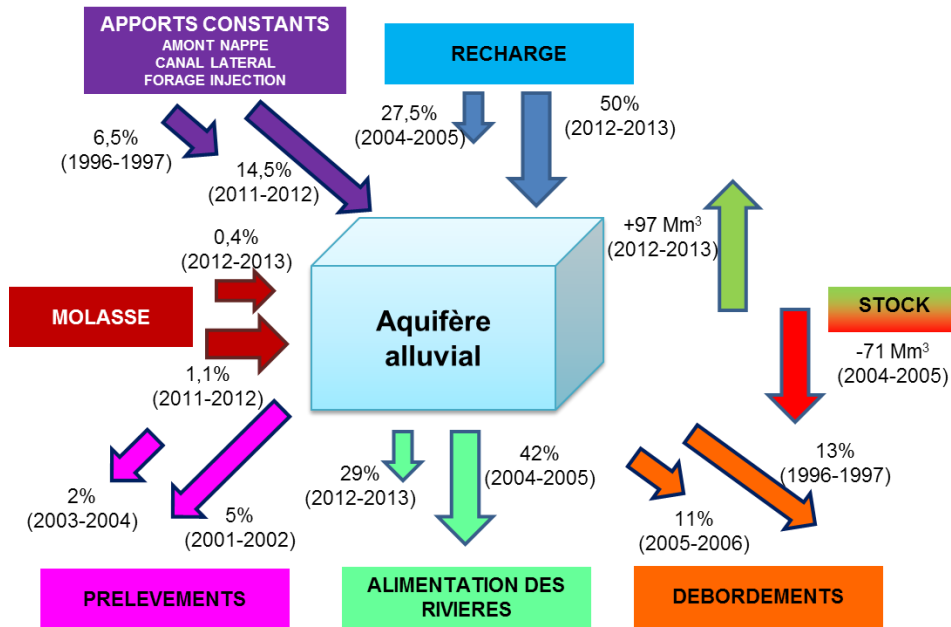 APPORTS CONSTANTS
AMONT NAPPE
CANAL LATERAL
FORAGE INJECTION
RECHARGE
6,5%
(1996-1997)
14,5%
(2011-2012)
27,5%
(2004-2005)
50%
(2012-2013)
+97 Mm³
(2012-2013)
0,4%
(2012-2013)
MOLASSE
1,1%
(2011-2012)
Aquifère
alluvial
STOCK
-71 Mm³
(2004-2005)
2%
(2003-2004)
5%
(2001-2002)
29%
(2012-2013)
42%
(2004-2005)
11%
(2005-2006)
13%
(1996-1997)
PRELEVEMENTS
ALIMENTATION DES
RIVIERES
DEBORDEMENTS